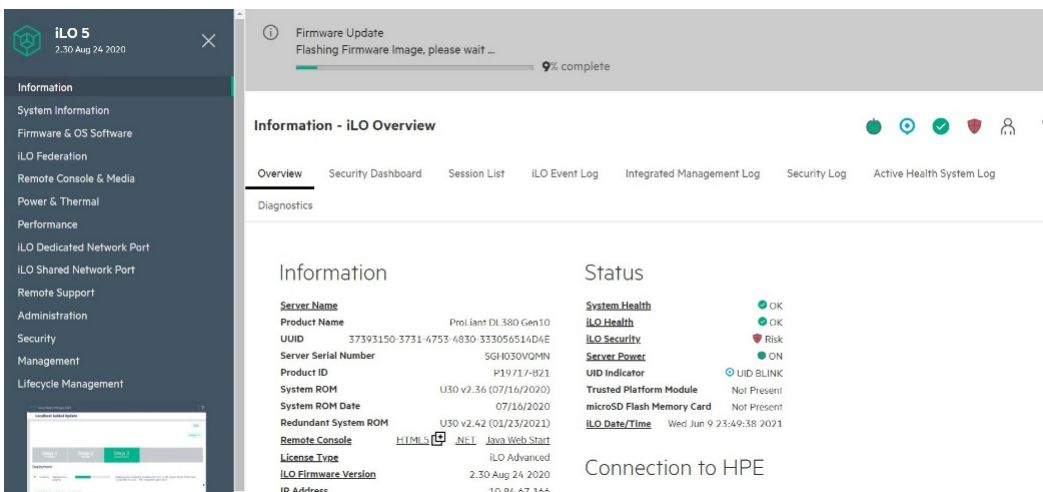 iLO 5
2.30 Aug 24 2020
Information
System Information
Firmware & OS Software
iLO Federation
Remote Console & Media
Power & Thermal
Performance
iLO Dedicated Network Port
iLO Shared Network Port
Remote Support
Administration
Security
Management
Lifecycle Management
Firmware Update
Flashing Firmware Image, please wait ...
9% complete
Information - iLO Overview
Overview Security Dashboard Session List iLO Event Log Integrated Management Log Security Log Active Health System Log
Diagnostics
Information
Server Name
Product Name ProLiant DL380 Gen10
UUID 37393150-3731-4753-4830-333056514D4E
Server Serial Number SGH030VQMN
Product ID P19717-B21
System ROM U30 v2.36 (07/16/2020)
System ROM Date 07/16/2020
Redundant System ROM U30 v2.42 (01/23/2021)
Remote Console HTML5 .NET Java Web Start
License Type iLO Advanced
iLO Firmware Version 2.30 Aug 24 2020
IP Address 10.84.67.166
Status
System Health OK
iLO Health OK
iLO Security Risk
Server Power ON
UID Indicator UID BLINK
Trusted Platform Module Not Present
microSD Flash Memory Card Not Present
iLO Date/Time Wed Jun 9 23:49:38 2021
Connection to HPE